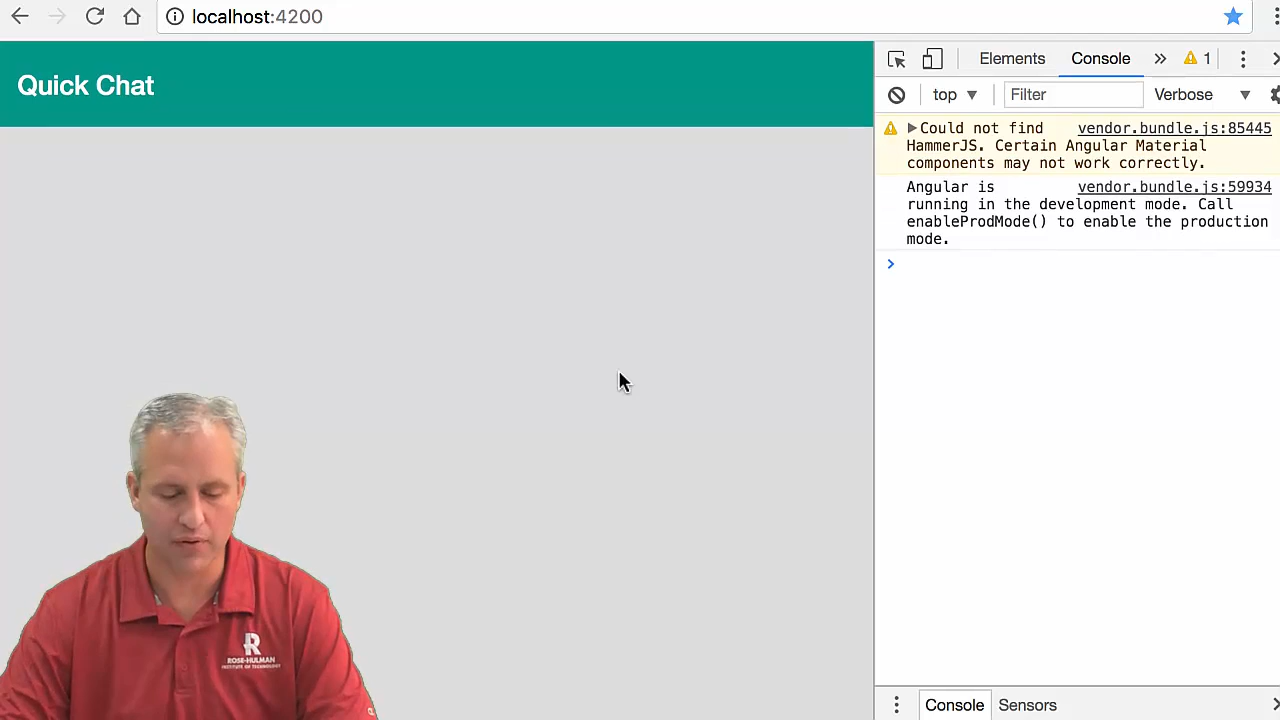 localhost:4200
Quick Chat
Elements Console » 1
top Filter Verbose
Could not find vendor.bundle.js:85445
HammerJS. Certain Angular Material
components may not work correctly.
Angular is vendor.bundle.js:59934
running in the development mode. Call
enableProdMode() to enable the production
mode.
>
R
ROSE-HULMAN
INSTITUTE OF TECHNOLOGY
Console Sensors